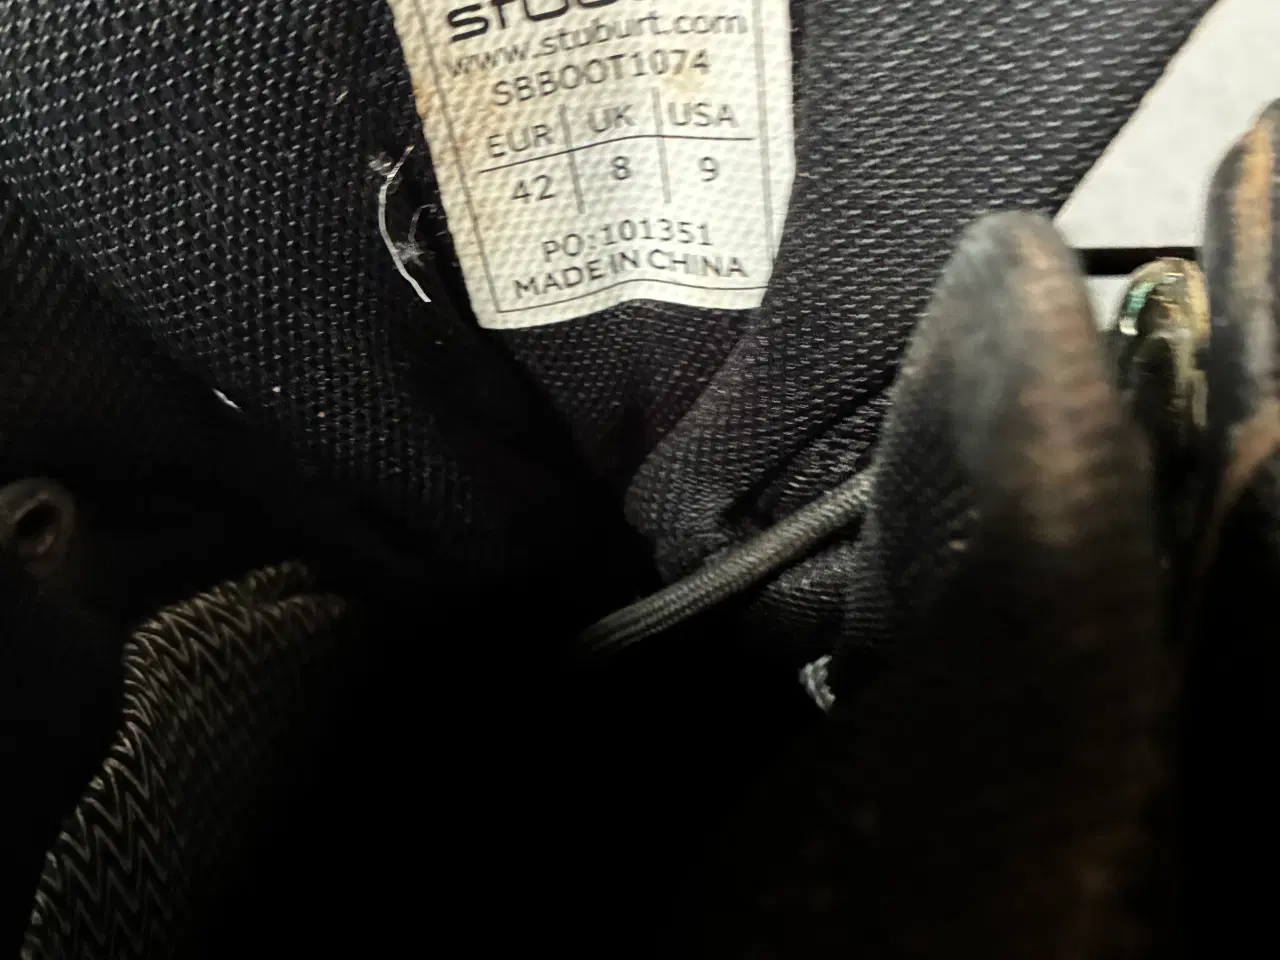 www.stuburt.com
SBBOOT1074
EUR UK USA
42 8 9
PO:101351
MADE IN CHINA